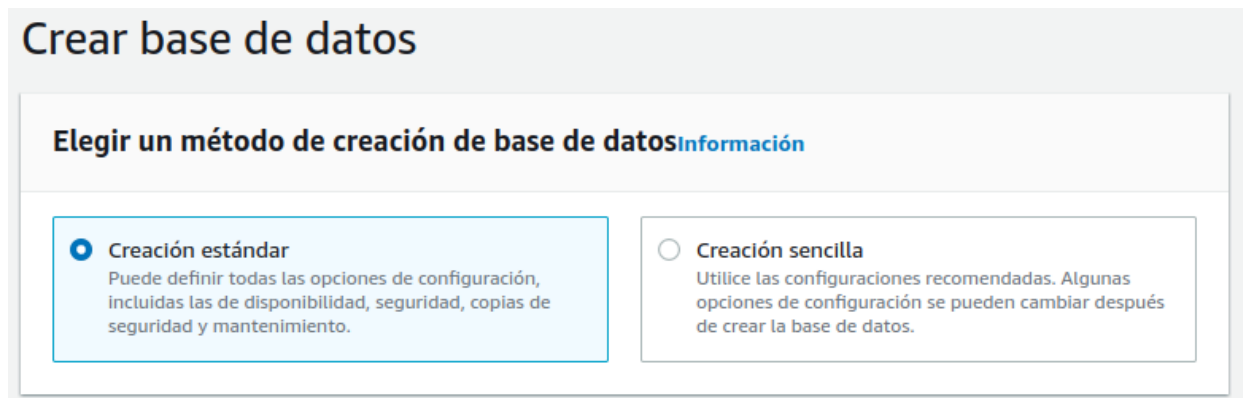 Crear base de datos
Elegir un método de creación de base de datos Información
Creación estándar
Puede definir todas las opciones de configuración,
incluidas las de disponibilidad, seguridad, copias de
seguridad y mantenimiento.
Creación sencilla
Utilice las configuraciones recomendadas. Algunas
opciones de configuración se pueden cambiar después
de crear la base de datos.